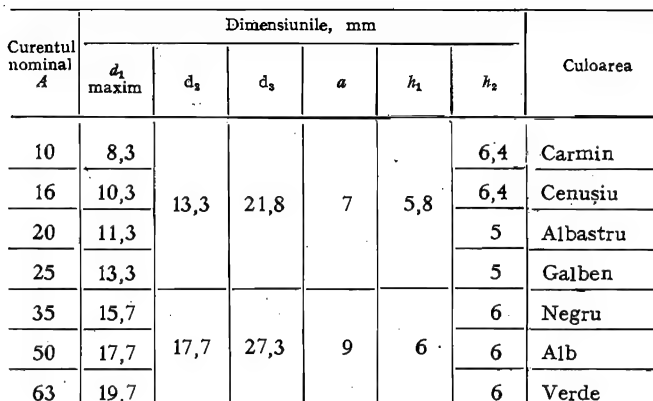 Curentul nominal A | Dimensiunile, mm | Culoarea
d₁ maxim | d₂ | d₃ | a | h₁ | h₂
10 | 8,3 | 13,3 | 21,8 | 7 | 5,8 | 6,4 | Carmin
16 | 10,3 | 6,4 | Cenușiu
20 | 11,3 | 5 | Albastru
25 | 13,3 | 5 | Galben
35 | 15,7 | 17,7 | 27,3 | 9 | 6 | 6 | Negru
50 | 17,7 | 6 | Alb
63 | 19,7 | 6 | Verde